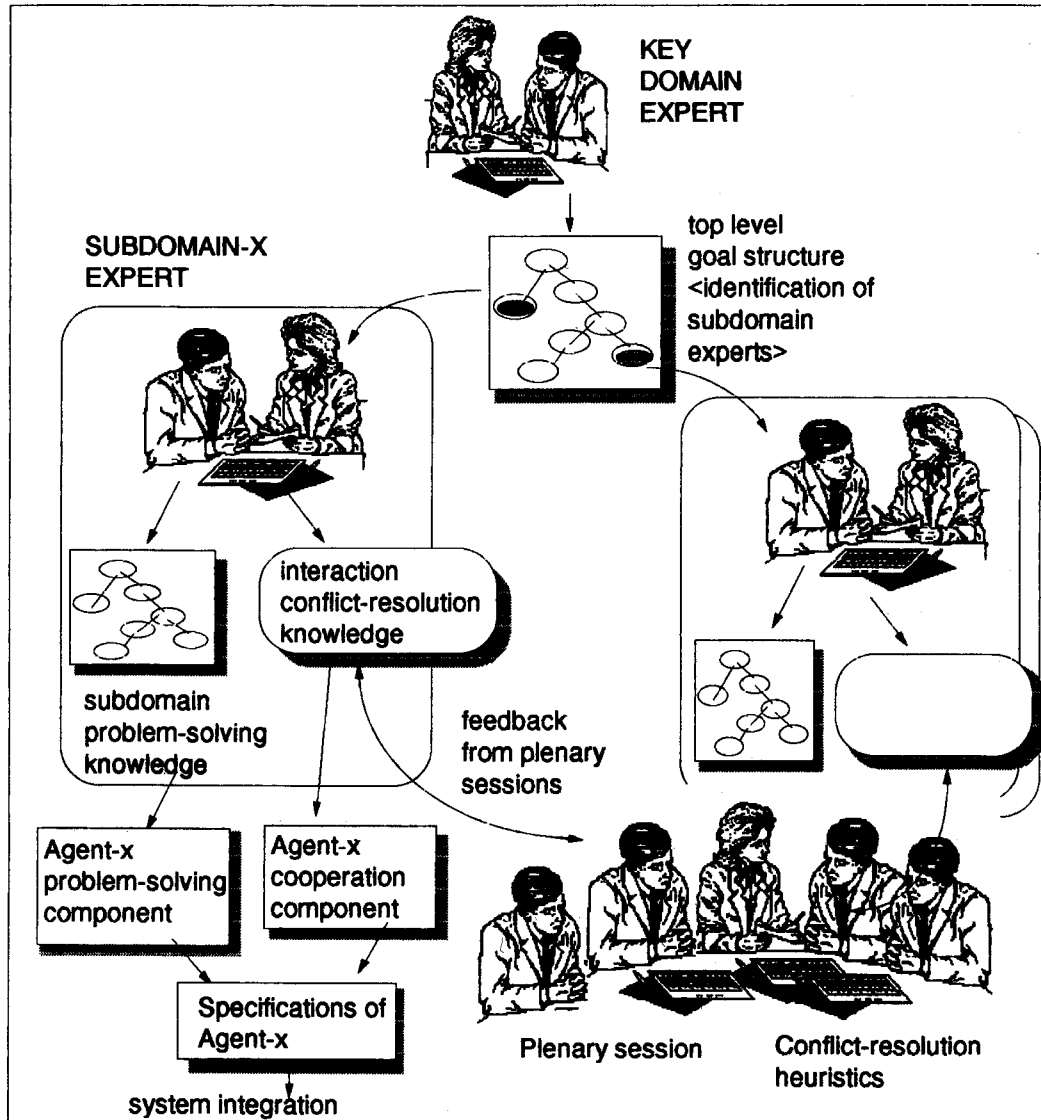 KEY
DOMAIN
EXPERT
top level
goal structure
<identification of
subdomain
experts>
SUBDOMAIN-X
EXPERT
interaction
conflict-resolution
knowledge
subdomain
problem-solving
knowledge
feedback
from plenary
sessions
Agent-x
problem-solving
component
Agent-x
cooperation
component
Specifications of
Agent-x
system integration
Plenary session
Conflict-resolution
heuristics